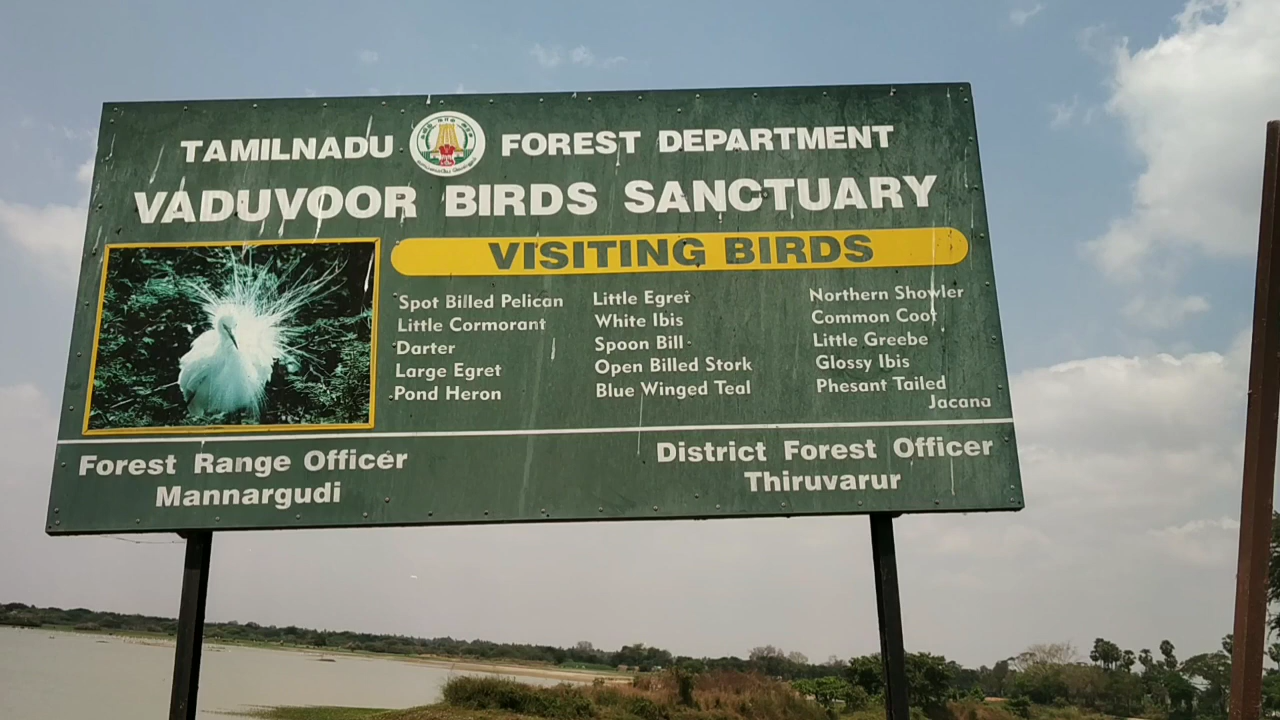 TAMILNADU FOREST DEPARTMENT
VADUVOOR BIRDS SANCTUARY
VISITING BIRDS
Spot Billed Pelican
Little Cormorant
Darter
Large Egret
Pond Heron
Little Egret
White Ibis
Spoon Bill
Open Billed Stork
Blue Winged Teal
Northern Showler
Common Coot
Little Greebe
Glossy Ibis
Phesant Tailed
Jacana
Forest Range Officer
Mannargudi
District Forest Officer
Thiruvarur